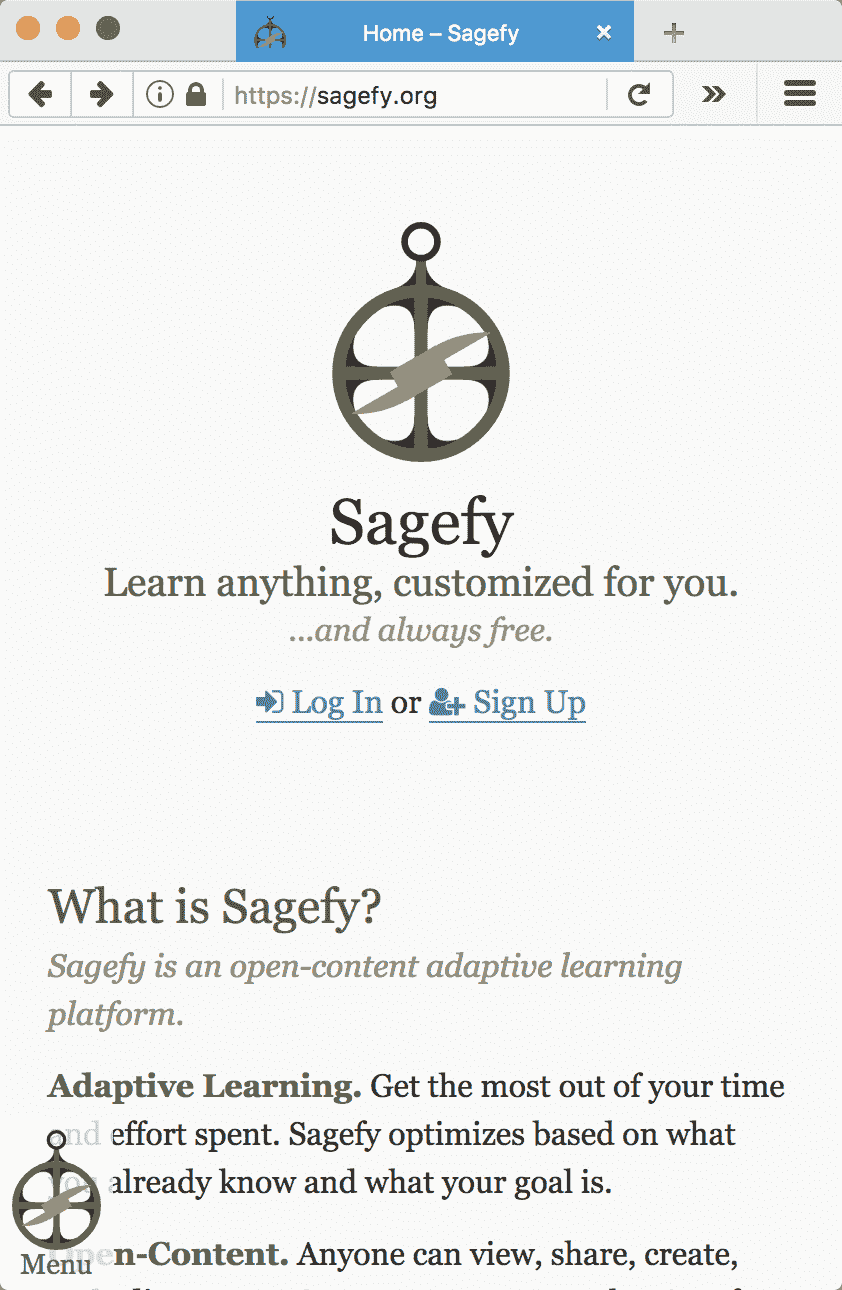 Home – Sagefy
https://sagefy.org
Sagefy
Learn anything, customized for you.
...and always free.
Log In or Sign Up
What is Sagefy?
Sagefy is an open-content adaptive learning
platform.
Adaptive Learning. Get the most out of your time
and effort spent. Sagefy optimizes based on what
you already know and what your goal is.
Open-Content. Anyone can view, share, create,
Menu